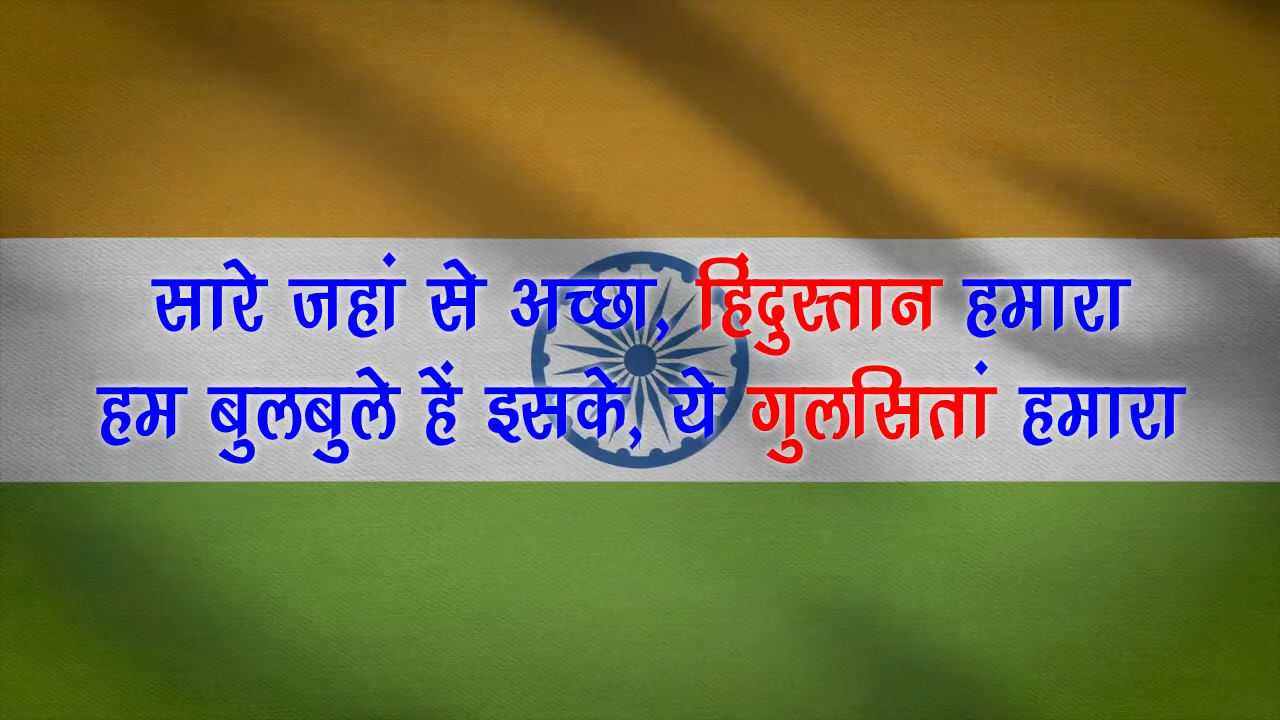 सारे जहां से अच्छा, हिंदुस्तान हमारा
हम बुलबुले हें इसके, ये गुलसितां हमारा